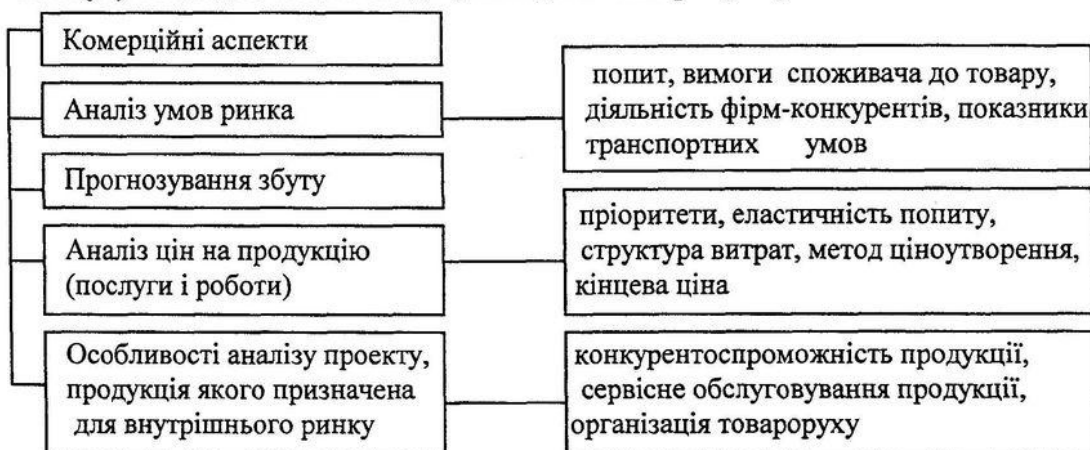 Комерційні аспекти
Аналіз умов ринка
попит, вимоги споживача до товару,
діяльність фірм-конкурентів, показники
транспортних умов
Прогнозування збуту
Аналіз цін на продукцію
(послуги і роботи)
пріоритети, еластичність попиту,
структура витрат, метод ціноутворення,
кінцева ціна
Особливості аналізу проекту,
продукція якого призначена
для внутрішнього ринку
конкурентоспроможність продукції,
сервісне обслуговування продукції,
організація товароруху